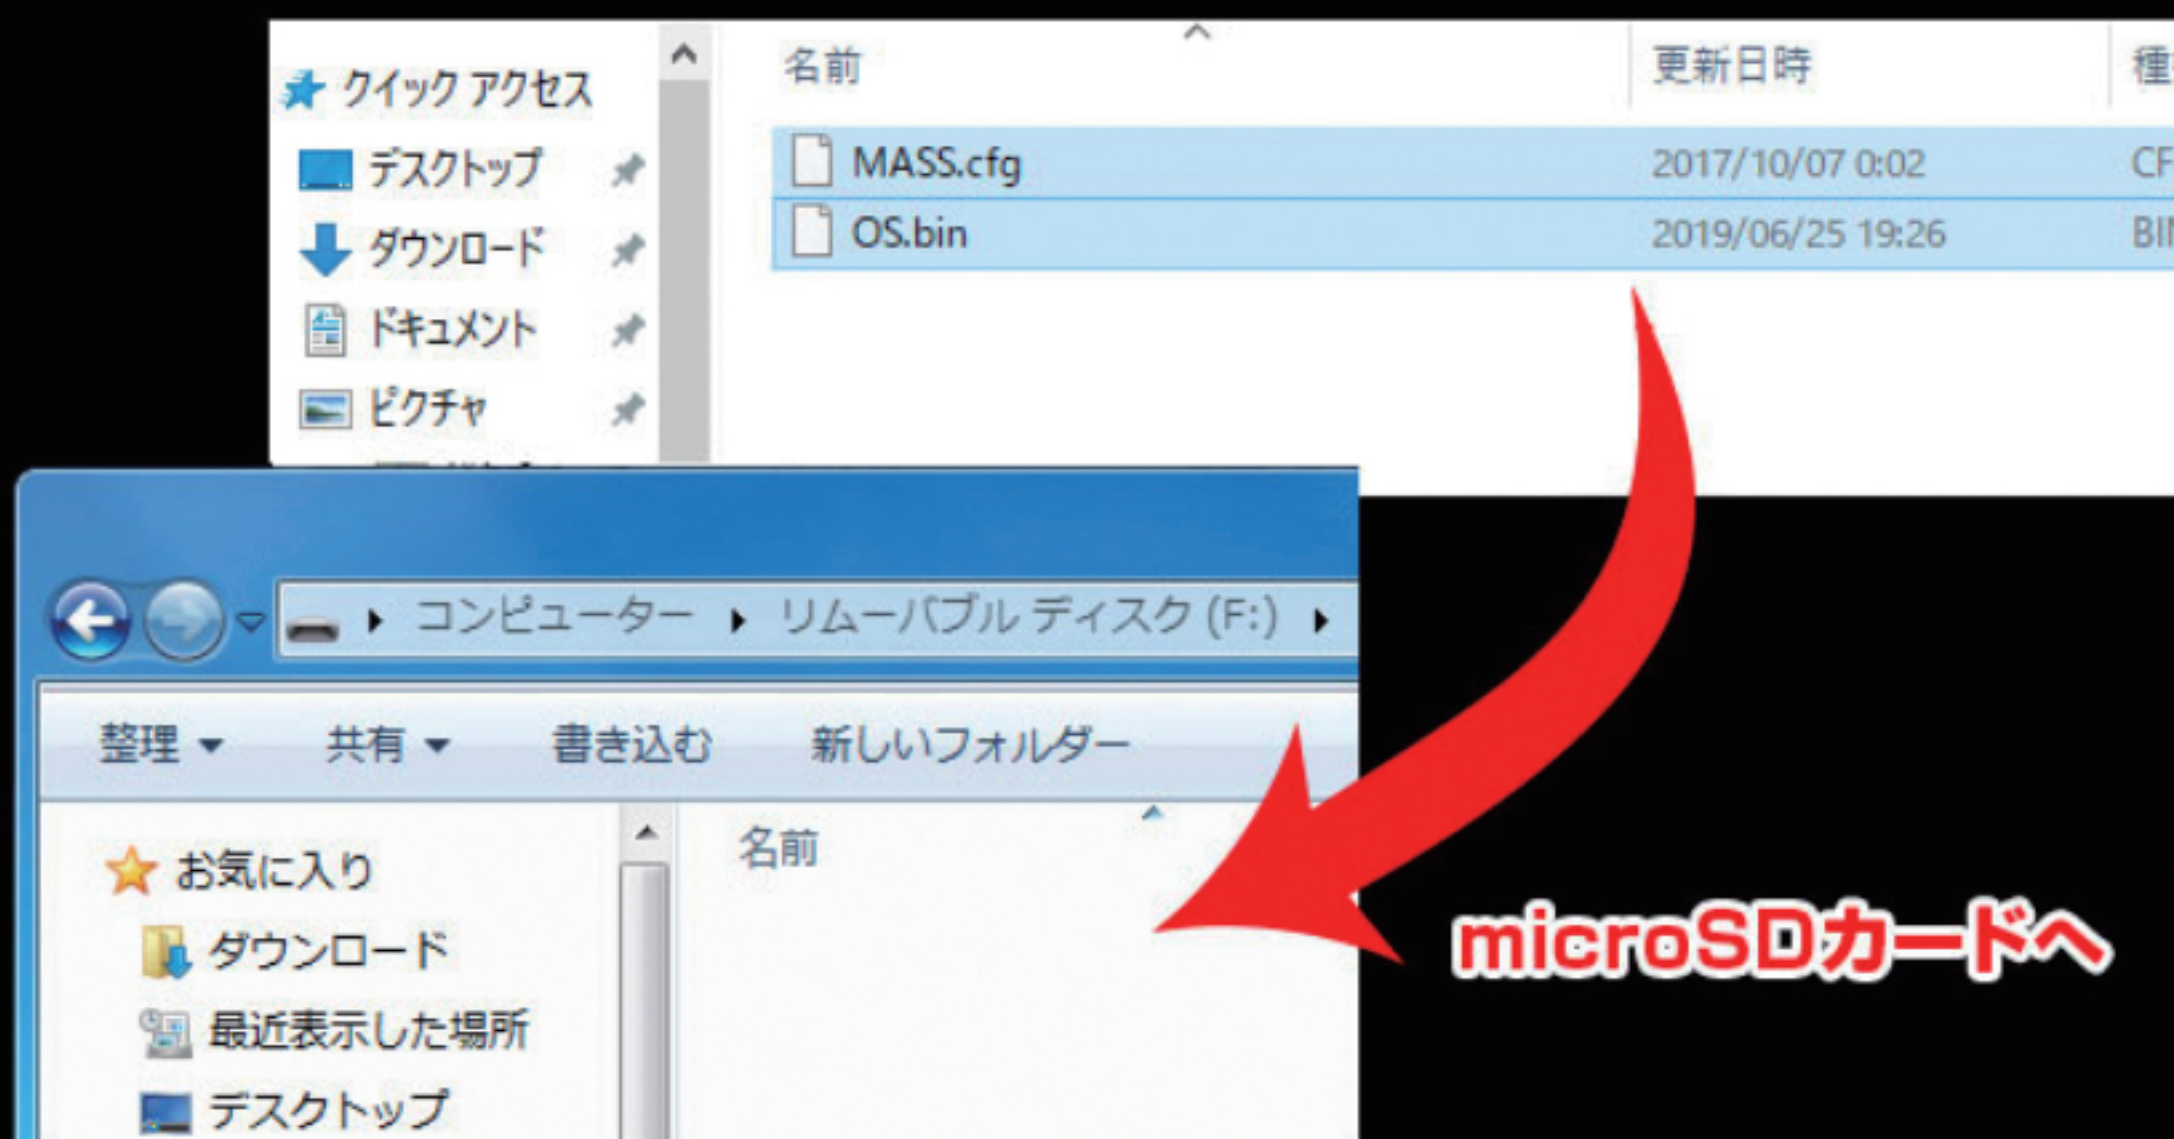 クイック アクセス
デスクトップ
ダウンロード
ドキュメント
ピクチャ
名前 更新日時
MASS.cfg 2017/10/07 0:02
OS.bin 2019/06/25 19:26
コンピューター リムーバブル ディスク (F:)
整理 共有 書き込む 新しいフォルダー
お気に入り
ダウンロード
最近表示した場所
デスクトップ
名前
microSDカードへ